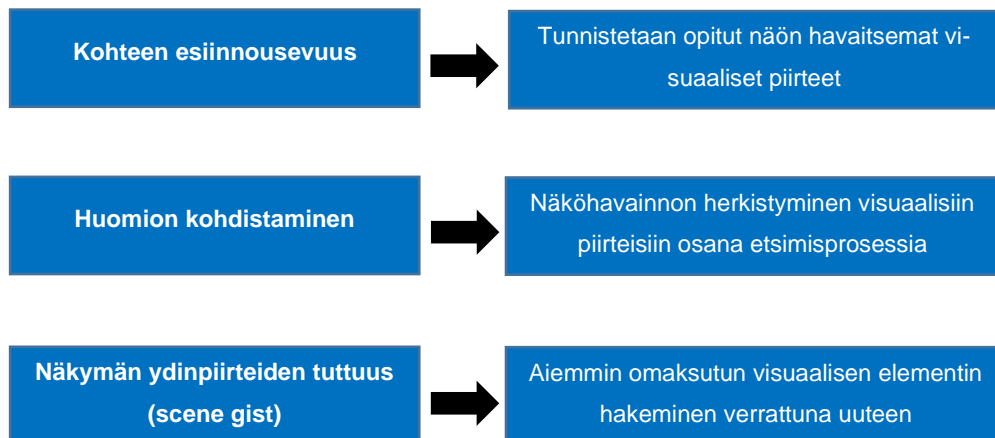 Kohteen esiinnousevuus
Tunnistetaan opitut näön havaitsemat vi-
suaaliset piirteet
Huomion kohdistaminen
Näköhavainnon herkistyminen visuaalisiin
piirteisiin osana etsimisprosessia
Näkymän ydinpiirteiden tuttuus
(scene gist)
Aiemmin omaksutun visuaalisen elementin
hakeminen verrattuna uuteen